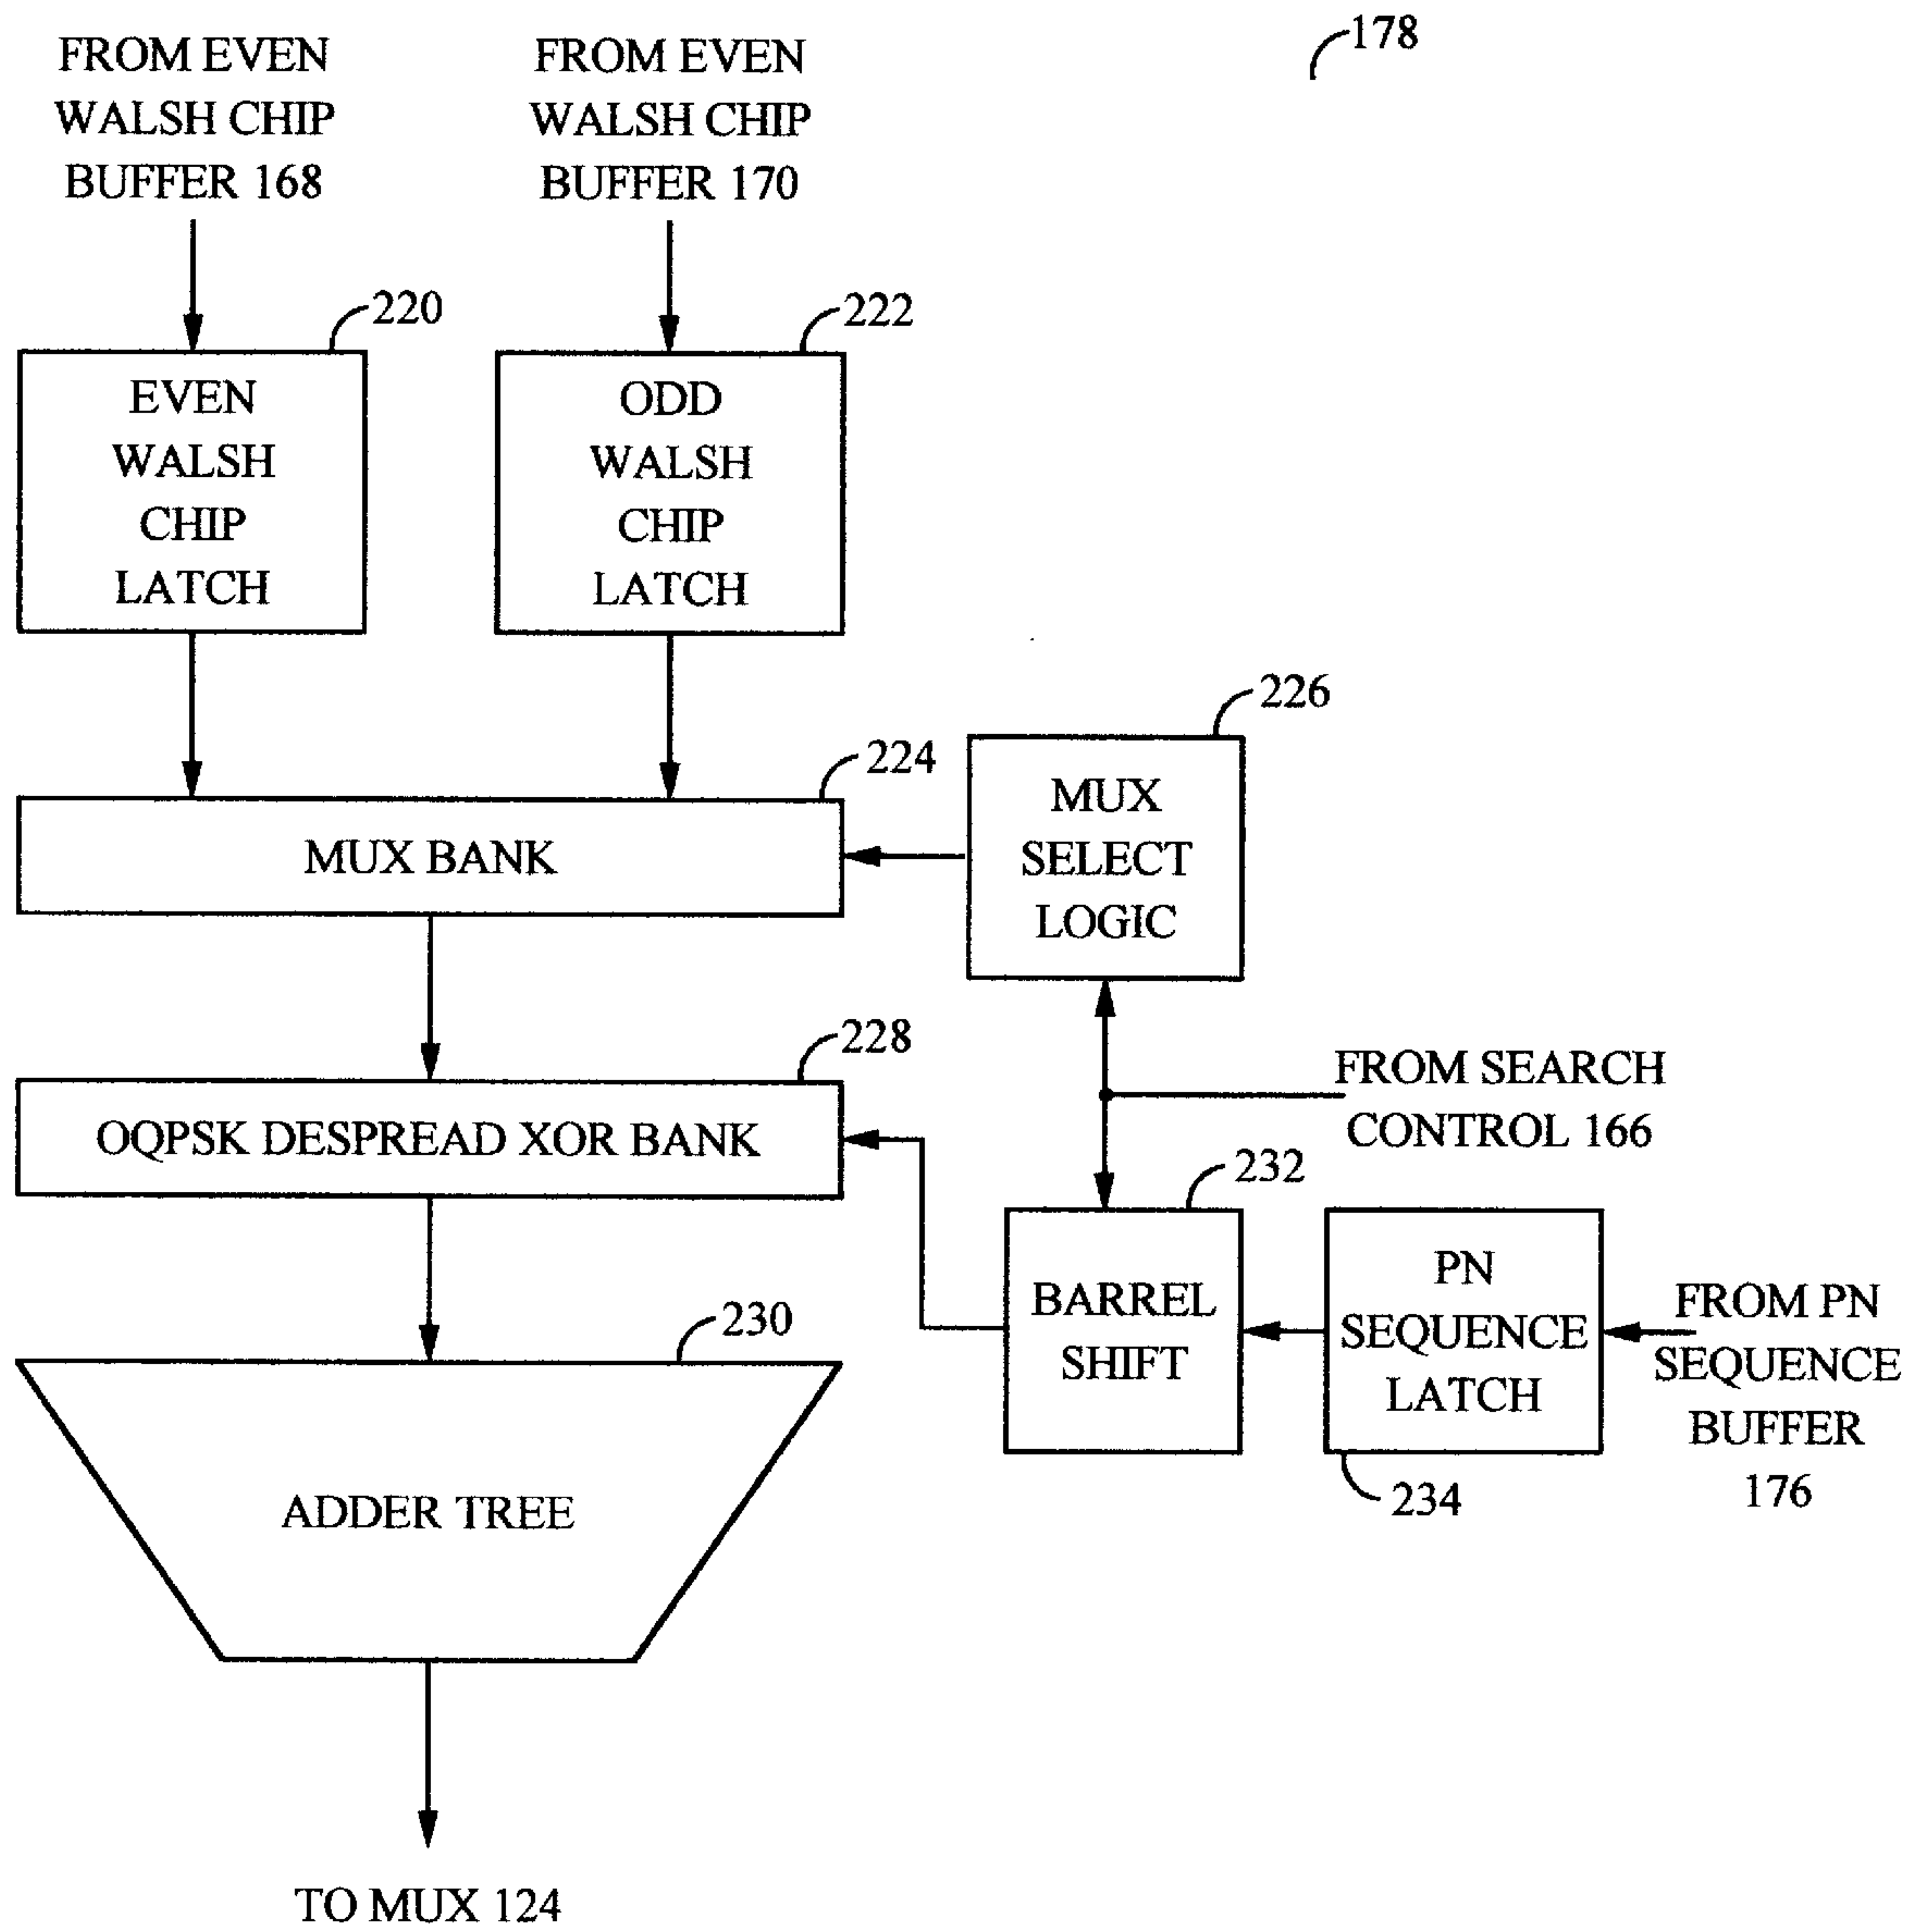 178
FROM EVEN
WALSH CHIP
BUFFER 168
FROM EVEN
WALSH CHIP
BUFFER 170
220
EVEN
WALSH
CHIP
LATCH
222
ODD
WALSH
CHIP
LATCH
224
MUX BANK
226
MUX
SELECT
LOGIC
228
OQPSK DESPREAD XOR BANK
FROM SEARCH
CONTROL 166
232
BARREL
SHIFT
PN
SEQUENCE
LATCH
234
FROM PN
SEQUENCE
BUFFER
176
230
ADDER TREE
TO MUX 124